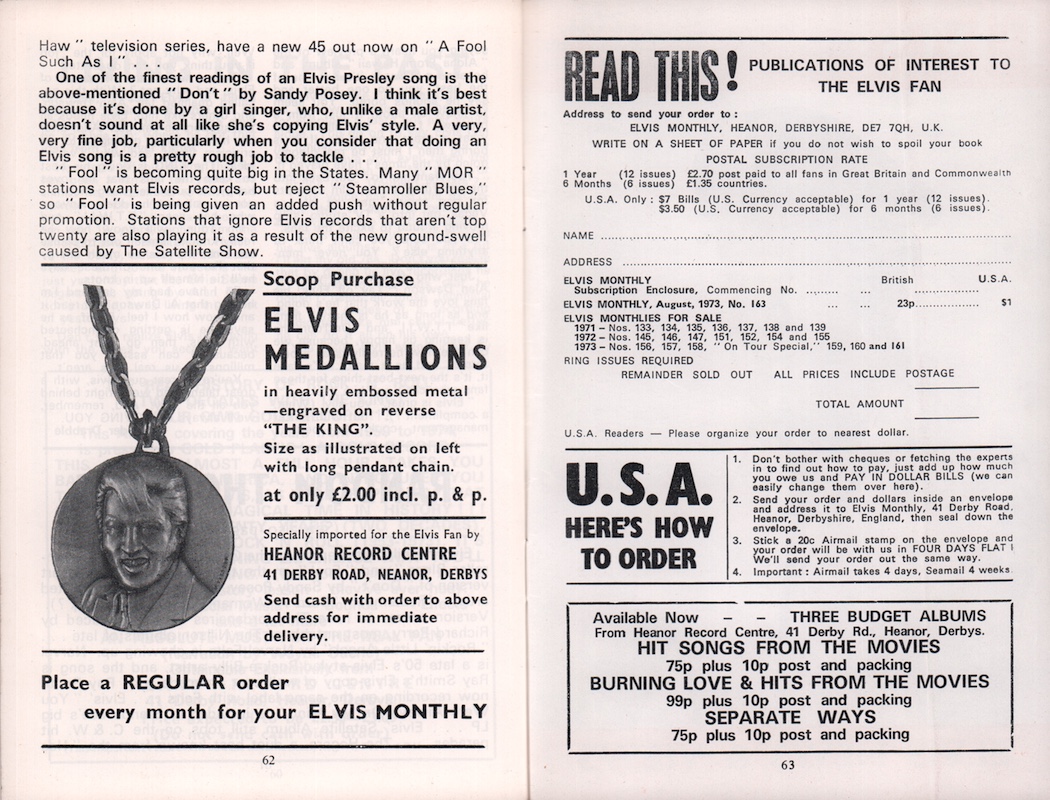 Haw " television series, have a new 45 out now on " A Fool
Such As I " . . .
One of the finest readings of an Elvis Presley song is the
above-mentioned " Don't " by Sandy Posey. I think it's best
because it's done by a girl singer, who, unlike a male artist,
doesn't sound at all like she's copying Elvis' style. A very,
very fine job, particularly when you consider that doing an
Elvis song is a pretty rough job to tackle . . .
" Fool " is becoming quite big in the States. Many " MOR "
stations want Elvis records, but reject " Steamroller Blues,"
so " Fool " is being given an added push without regular
promotion. Stations that ignore Elvis records that aren't top
twenty are also playing it as a result of the new ground-swell
caused by The Satellite Show.
Scoop Purchase
ELVIS
MEDALLIONS
in heavily embossed metal
—engraved on reverse
"THE KING".
Size as illustrated on left
with long pendant chain.
at only £2.00 incl. p. & p.
Specially imported for the Elvis Fan by
HEANOR RECORD CENTRE
41 DERBY ROAD, NEANOR, DERBYS
Send cash with order to above
address for immediate
delivery.
Place a REGULAR order
every month for your ELVIS MONTHLY
62
READ THIS! PUBLICATIONS OF INTEREST TO
THE ELVIS FAN
Address to send your order to :
ELVIS MONTHLY, HEANOR, DERBYSHIRE, DE7 7QH, U.K.
WRITE ON A SHEET OF PAPER if you do not wish to spoil your book
POSTAL SUBSCRIPTION RATE
1 Year (12 issues) £2.70 post paid to all fans in Great Britain and Commonwealth
6 Months (6 issues) £1.35 countries.
U.S.A. Only : $7 Bills (U.S. Currency acceptable) for 1 year (12 issues).
$3.50 (U.S. Currency acceptable) for 6 months (6 issues).
NAME ........................................
ADDRESS ........................................
ELVIS MONTHLY British U.S.A.
Subscription Enclosure, Commencing No. ......... ... ..................
ELVIS MONTHLY, August, 1973, No. 163 ... ... 23p................ $1
ELVIS MONTHLIES FOR SALE
1971 – Nos. 133, 134, 135, 136, 137, 138 and 139
1972 – Nos. 145, 146, 147, 151, 152, 154 and 155
1973 – Nos. 156, 157, 158, " On Tour Special," 159, 160 and 161
RING ISSUES REQUIRED
REMAINDER SOLD OUT ALL PRICES INCLUDE POSTAGE
TOTAL AMOUNT
U.S.A. Readers — Please organize your order to nearest dollar.
U.S.A.
HERE'S HOW
TO ORDER
1. Don't bother with cheques or fetching the experts
in to find out how to pay, just add up how much
you owe us and PAY IN DOLLAR BILLS (we can
easily change them over here).
2. Send your order and dollars inside an envelope
and address it to Elvis Monthly, 41 Derby Road,
Heanor, Derbyshire, England, then seal down the
envelope.
3. Stick a 20c Airmail stamp on the envelope and
your order will be with us in FOUR DAYS FLAT !
We'll send your order out the same way.
4. Important : Airmail takes 4 days, Seamail 4 weeks.
Available Now – – THREE BUDGET ALBUMS
From Heanor Record Centre, 41 Derby Rd., Heanor, Derbys.
HIT SONGS FROM THE MOVIES
75p plus 10p post and packing
BURNING LOVE & HITS FROM THE MOVIES
99p plus 10p post and packing
SEPARATE WAYS
75p plus 10p post and packing
63